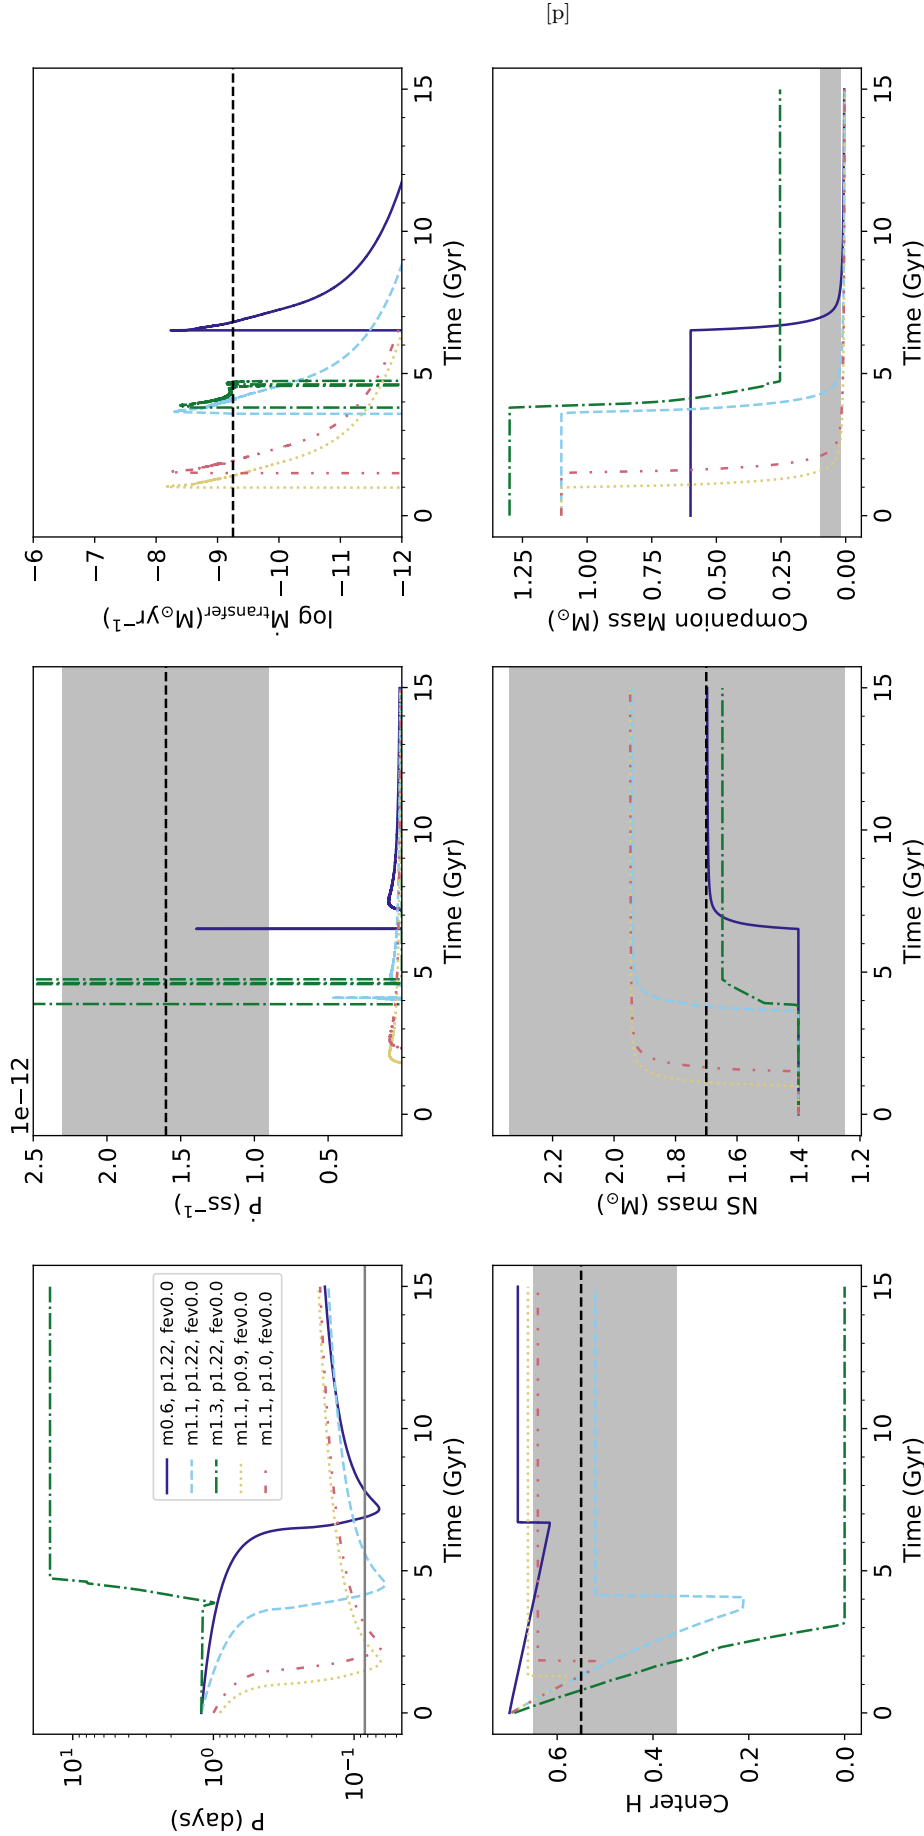 [p]
P (days)
10¹
10⁰
10⁻¹
0
5
10
15
Time (Gyr)
m0.6, p1.22, fev0.0
m1.1, p1.22, fev0.0
m1.3, p1.22, fev0.0
m1.1, p0.9, fev0.0
m1.1, p1.0, fev0.0
1e−12
Ṗ (ss⁻¹)
2.5
2.0
1.5
1.0
0.5
0
5
10
15
Time (Gyr)
log Ṁtransfer(M⊙yr⁻¹)
−6
−7
−8
−9
−10
−11
−12
0
5
10
15
Time (Gyr)
Center H
0.6
0.4
0.2
0.0
0
5
10
15
Time (Gyr)
NS mass (M⊙)
2.2
2.0
1.8
1.6
1.4
1.2
0
5
10
15
Time (Gyr)
Companion Mass (M⊙)
1.25
1.00
0.75
0.50
0.25
0.00
0
5
10
15
Time (Gyr)